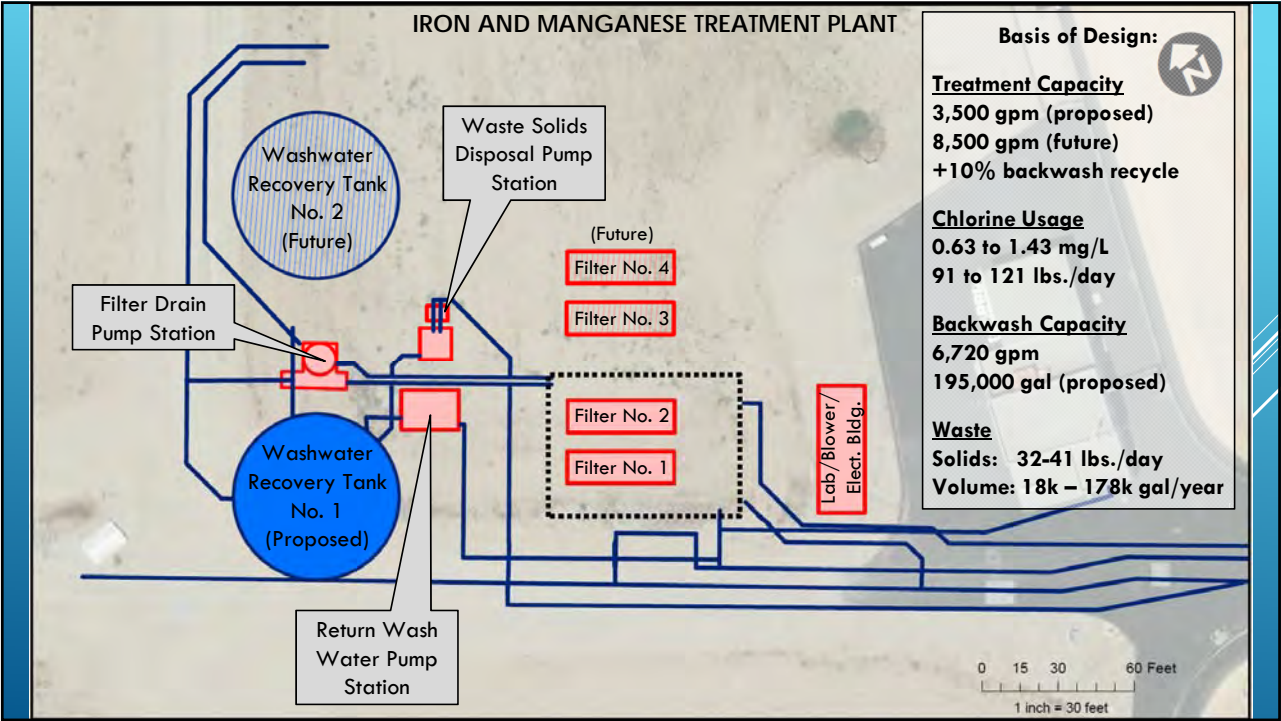 IRON AND MANGANESE TREATMENT PLANT
Basis of Design:
N
Treatment Capacity
3,500 gpm (proposed)
8,500 gpm (future)
+10% backwash recycle
Chlorine Usage
0.63 to 1.43 mg/L
91 to 121 lbs./day
Backwash Capacity
6,720 gpm
195,000 gal (proposed)
Waste
Solids: 32-41 lbs./day
Volume: 18k – 178k gal/year
Washwater
Recovery Tank
No. 2
(Future)
Waste Solids
Disposal Pump
Station
(Future)
Filter No. 4
Filter No. 3
Filter Drain
Pump Station
Filter No. 2
Filter No. 1
Lab/Blower/
Elect. Bldg.
Washwater
Recovery Tank
No. 1
(Proposed)
Return Wash
Water Pump
Station
0 15 30 60 Feet
1 inch = 30 feet